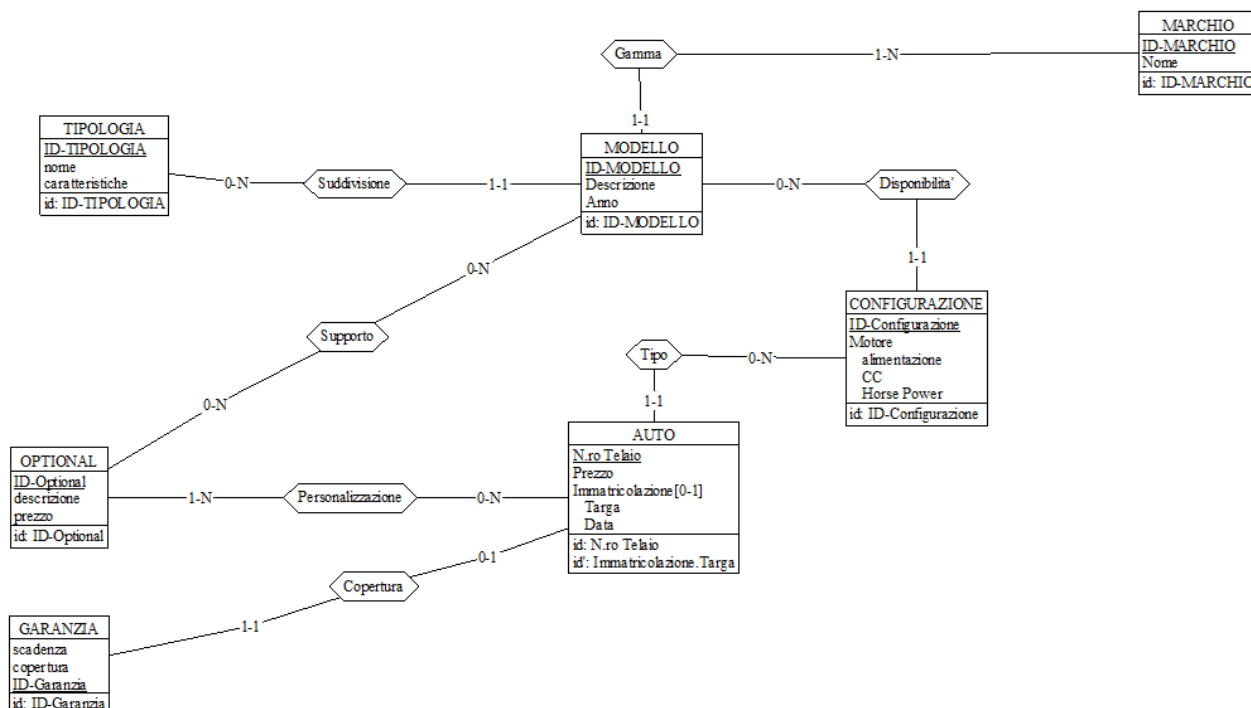 MARCHIO
ID-MARCHIO
Nome
id: ID-MARCHIO
Gamma
1-N
1-1
TIPOLOGIA
ID-TIPOLOGIA
nome
caratteristiche
id: ID-TIPOLOGIA
0-N
Suddivisione
1-1
MODELLO
ID-MODELLO
Descrizione
Anno
id: ID-MODELLO
0-N
Disponibilita'
1-1
0-N
Supporto
0-N
CONFIGURAZIONE
ID-Configurazione
Motore
alimentazione
CC
Horse Power
id: ID-Configurazione
Tipo
0-N
1-1
AUTO
N.ro Telaio
Prezzo
Immatricolazione[0-1]
Targa
Data
id: N.ro Telaio
id': Immatricolazione.Targa
OPTIONAL
ID-Optional
descrizione
prezzo
id: ID-Optional
1-N
Personalizzazione
0-N
0-1
Copertura
1-1
GARANZIA
scadenza
copertura
ID-Garanzia
id: ID-Garanzia